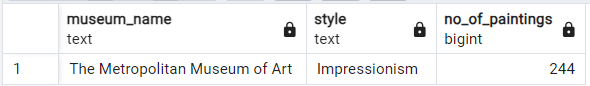 museum_name style no_of_paintings
text text bigint
1 The Metropolitan Museum of Art Impressionism 244